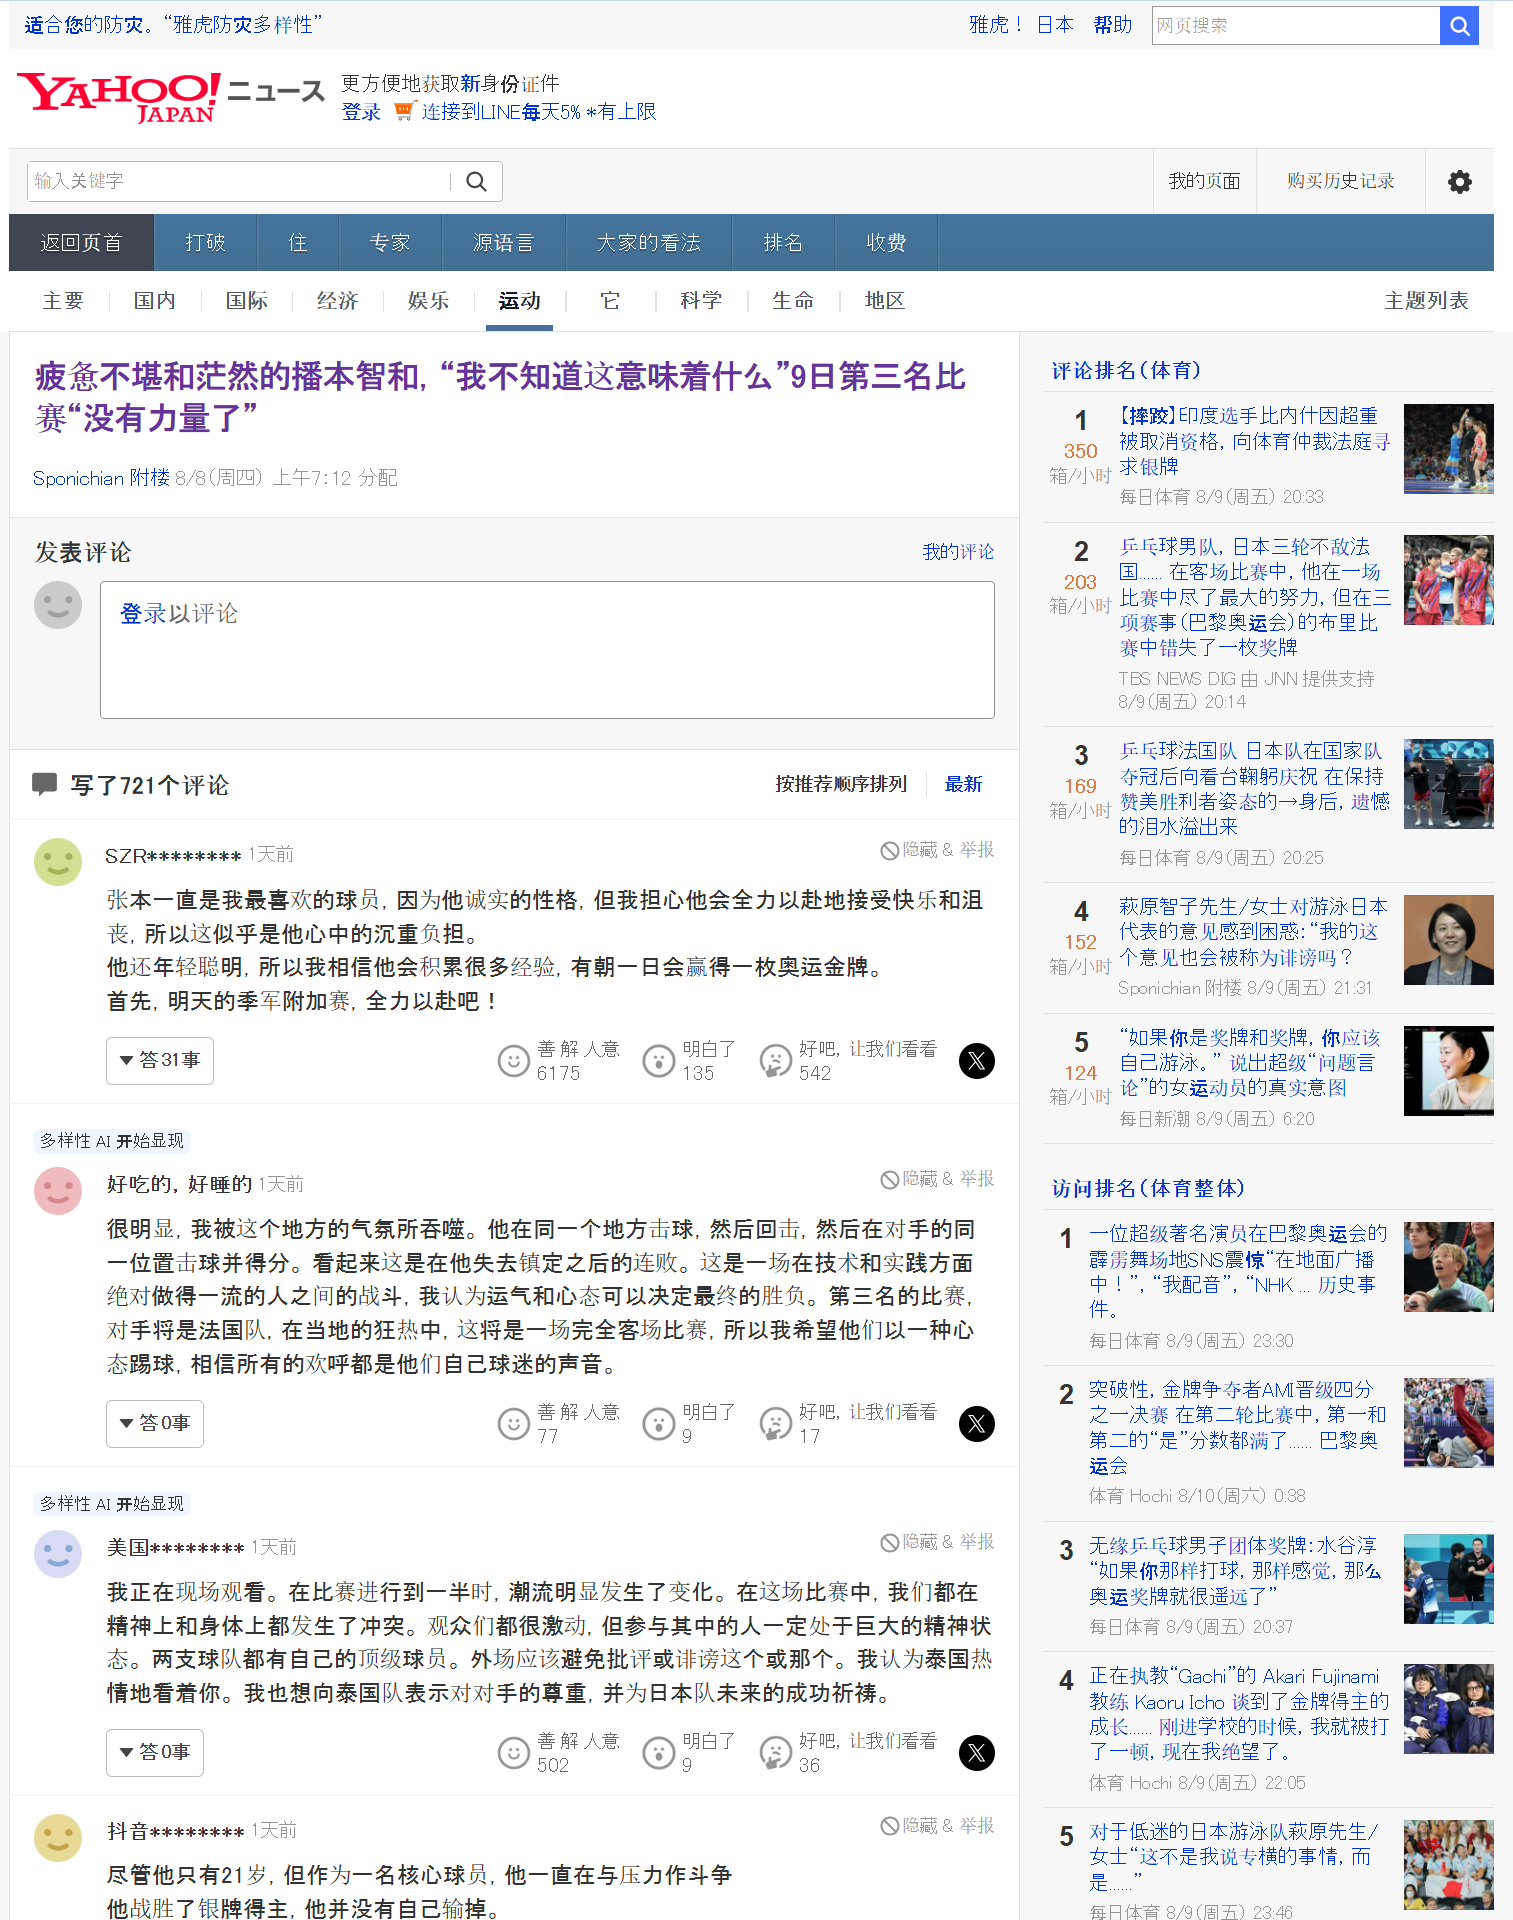 适合您的防灾。“雅虎防灾多样性”
雅虎！ 日本 帮助
网页搜索
YAHOO! JAPAN ニュース
更方便地获取新身份证件
登录 连接到LINE每天5% *有上限
输入关键字
我的页面
购买历史记录
返回页首 打破 住 专家 源语言 大家的看法 排名 收费
主要 国内 国际 经济 娱乐 运动 它 科学 生命 地区 主题列表
疲惫不堪和茫然的播本智和, “我不知道这意味着什么”9日第三名比
赛“没有力量了”
Sponichian 附楼 8/8(周四) 上午7:12 分配
发表评论
我的评论
登录以评论
写了721个评论
按推荐顺序排列 最新
SZR******** 1天前
隐藏 & 举报
张本一直是我最喜欢的球员, 因为他诚实的性格, 但我担心他会全力以赴地接受快乐和沮
丧, 所以这似乎是他心中的沉重负担。
他还年轻聪明, 所以我相信他会积累很多经验, 有朝一日会赢得一枚奥运金牌。
首先, 明天的季军附加赛, 全力以赴吧！
答31事
善 解 人意
6175
明白了
135
好吧, 让我们看看
542
多样性 AI 开始显现
好吃的, 好睡的 1天前
隐藏 & 举报
很明显, 我被这个地方的气氛所吞噬。他在同一个地方击球, 然后回击, 然后在对手的同
一位置击球并得分。看起来这是在他失去镇定之后的连败。这是一场在技术和实践方面
绝对做得一流的人之间的战斗, 我认为运气和心态可以决定最终的胜负。第三名的比赛,
对手将是法国队, 在当地的狂热中, 这将是一场完全客场比赛, 所以我希望他们以一种心
态踢球, 相信所有的欢呼都是他们自己球迷的声音。
答0事
善 解 人意
77
明白了
9
好吧, 让我们看看
17
多样性 AI 开始显现
美国******** 1天前
隐藏 & 举报
我正在现场观看。在比赛进行到一半时, 潮流明显发生了变化。在这场比赛中, 我们都在
精神上和身体上都发生了冲突。观众们都很激动, 但参与其中的人一定处于巨大的精神状
态。两支球队都有自己的顶级球员。外场应该避免批评或诽谤这个或那个。我认为泰国热
情地看着你。我也想向泰国队表示对对手的尊重, 并为日本队未来的成功祈祷。
答0事
善 解 人意
502
明白了
9
好吧, 让我们看看
36
抖音******** 1天前
隐藏 & 举报
尽管他只有21岁, 但作为一名核心球员, 他一直在与压力作斗争
他战胜了银牌得主, 他并没有自己输掉。
评论排名(体育)
1
350
箱/小时
【摔跤】印度选手比内什因超重
被取消资格, 向体育仲裁法庭寻
求银牌
每日体育 8/9(周五) 20:33
2
203
箱/小时
乒乓球男队, 日本三轮不敌法
国...... 在客场比赛中, 他在一场
比赛中尽了最大的努力, 但在三
项赛事(巴黎奥运会)的布里比
赛中错失了一枚奖牌
TBS NEWS DIG 由 JNN 提供支持
8/9(周五) 20:14
3
169
箱/小时
乒乓球法国队 日本队在国家队
夺冠后向看台鞠躬庆祝 在保持
赞美胜利者姿态的→身后, 遗憾
的泪水溢出来
每日体育 8/9(周五) 20:25
4
152
箱/小时
萩原智子先生/女士对游泳日本
代表的意见感到困惑: “我的这
个意见也会被称为诽谤吗？
Sponichian 附楼 8/9(周五) 21:31
5
124
箱/小时
“如果你是奖牌和奖牌, 你应该
自己游泳。” 说出超级“问题言
论”的女运动员的真实意图
每日新潮 8/9(周五) 6:20
访问排名(体育整体)
1
一位超级著名演员在巴黎奥运会的
霹雳舞场地SNS震惊“在地面广播
中！”, “我配音”, “NHK ... 历史事
件。
每日体育 8/9(周五) 23:30
2
突破性, 金牌争夺者AMI晋级四分
之一决赛 在第二轮比赛中, 第一和
第二的“是”分数都满了...... 巴黎奥
运会
体育 Hochi 8/10(周六) 0:38
3
无缘乒乓球男子团体奖牌:水谷淳
“如果你那样打球, 那样感觉, 那么
奥运奖牌就很遥远了”
每日体育 8/9(周五) 20:37
4
正在执教“Gachi”的 Akari Fujinami
教练 Kaoru Icho 谈到了金牌得主的
成长...... 刚进学校的时候, 我就被打
了一顿, 现在我绝望了。
体育 Hochi 8/9(周五) 22:05
5
对于低迷的日本游泳队萩原先生/
女士“这不是我说专横的事情, 而
是......”
每日体育 8/9(周五) 23:46